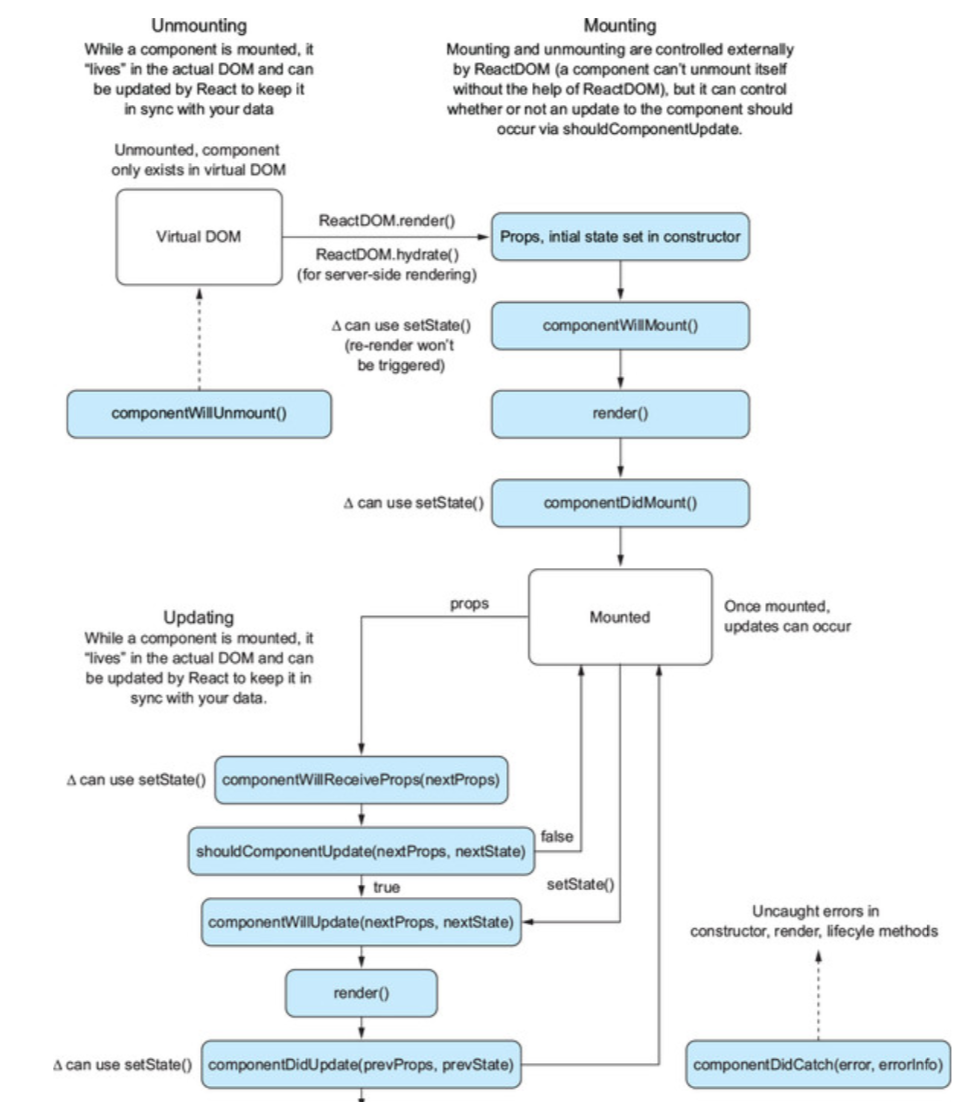 Unmounting
While a component is mounted, it
“lives” in the actual DOM and can
be updated by React to keep it
in sync with your data
Mounting
Mounting and unmounting are controlled externally
by ReactDOM (a component can’t unmount itself
without the help of ReactDOM), but it can control
whether or not an update to the component should
occur via shouldComponentUpdate.
Unmounted, component
only exists in virtual DOM
Virtual DOM
ReactDOM.render()
ReactDOM.hydrate()
(for server-side rendering)
Props, intial state set in constructor
Δ can use setState()
(re-render won’t
be triggered)
componentWillMount()
componentWillUnmount()
render()
Δ can use setState()
componentDidMount()
props
Mounted
Once mounted,
updates can occur
Updating
While a component is mounted, it
“lives” in the actual DOM and can
be updated by React to keep it in
sync with your data.
Δ can use setState()
componentWillReceiveProps(nextProps)
shouldComponentUpdate(nextProps, nextState)
false
true
setState()
componentWillUpdate(nextProps, nextState)
render()
Δ can use setState()
componentDidUpdate(prevProps, prevState)
Uncaught errors in
constructor, render, lifecyle methods
componentDidCatch(error, errorInfo)